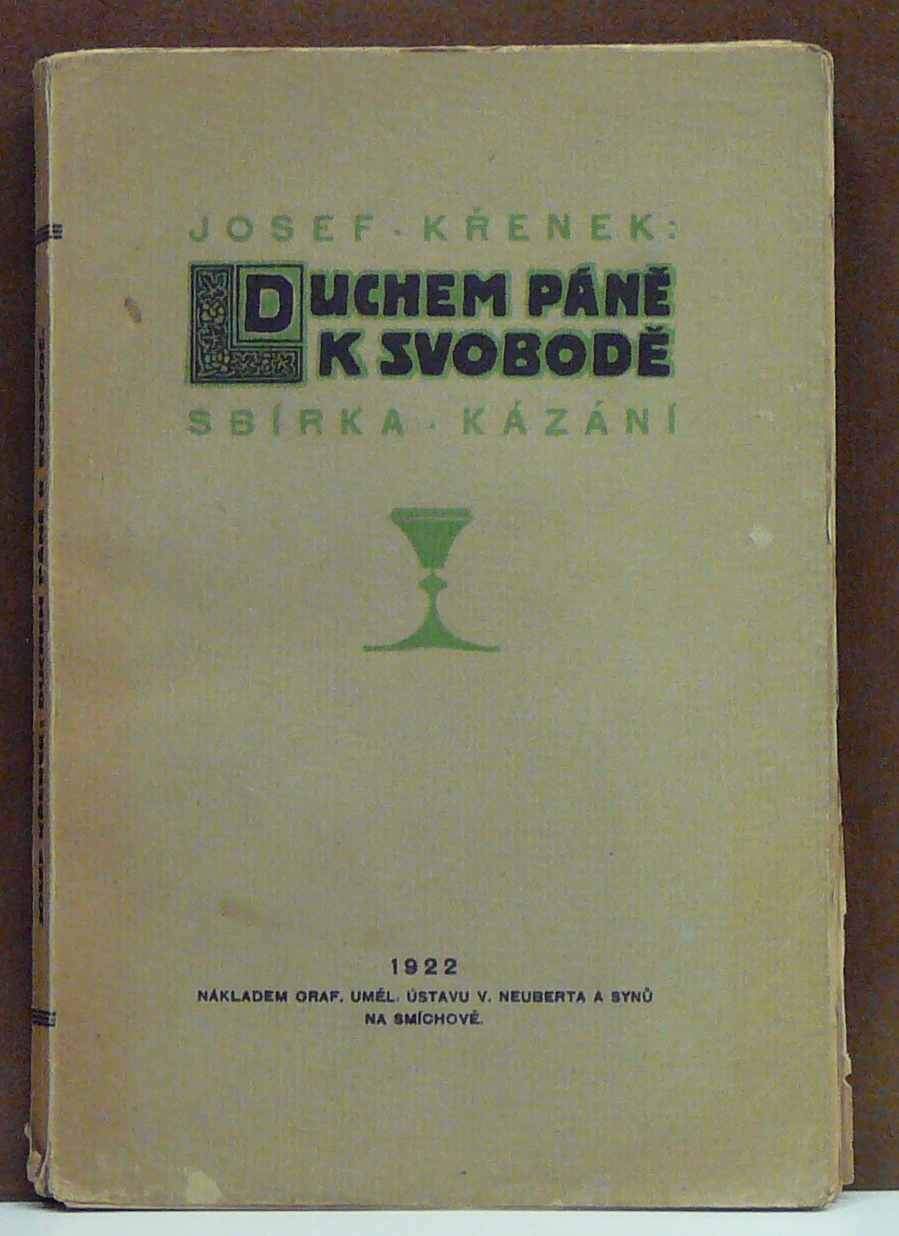 JOSEF · KŘENEK:
DUCHEM PÁNĚ
K SVOBODĚ
SBÍRKA · KÁZÁNÍ
1922
NÁKLADEM GRAF. UMĚL. ÚSTAVU V. NEUBERTA A SYNŮ
NA SMÍCHOVĚ.